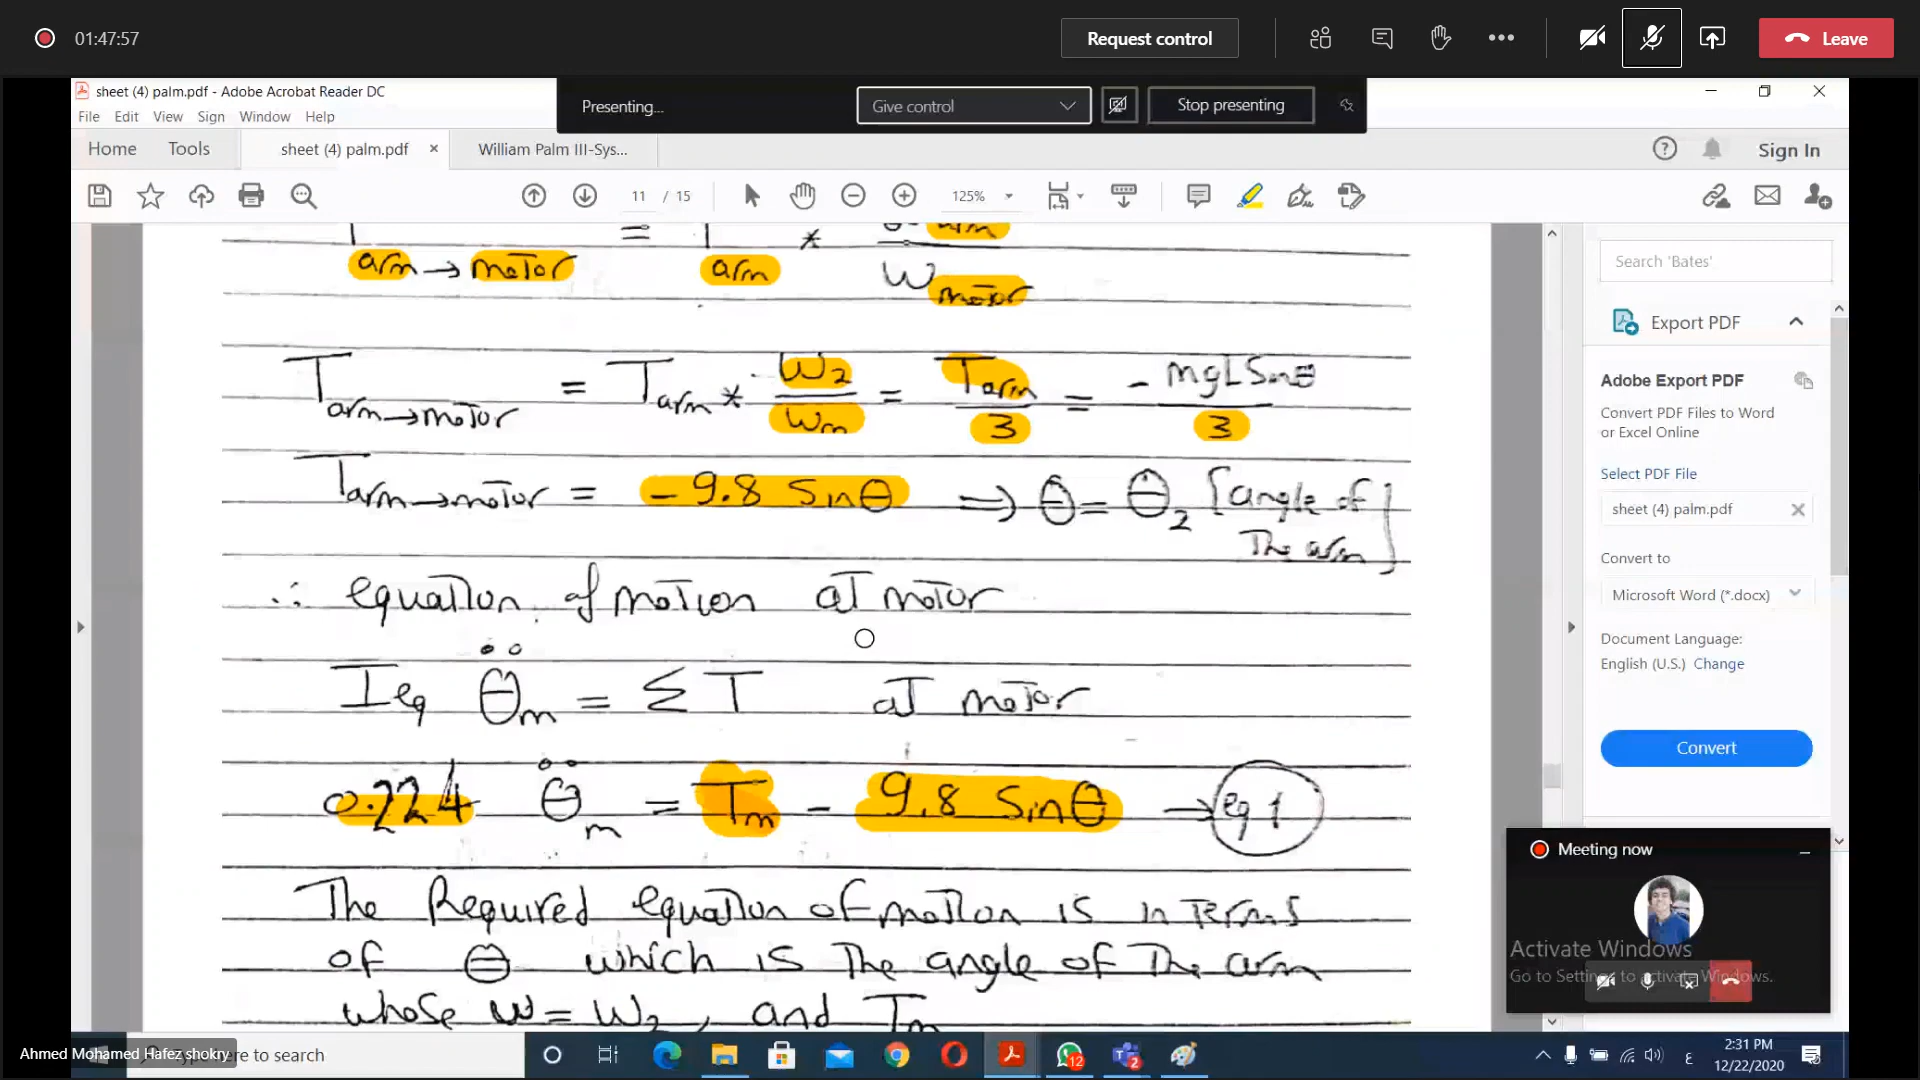 01:47:57
Request control
Leave
sheet (4) palm.pdf - Adobe Acrobat Reader DC
Presenting...
Give control
Stop presenting
File Edit View Sign Window Help
Home Tools sheet (4) palm.pdf × William Palm III-Sys...
Sign In
11 / 15
125%
arm → motor = arm * arm
W motor
T arm→motor = T arm * W2 / Wm = T arm / 3 = - mgL Sinθ / 3
T arm→motor = - 9.8 Sinθ ⟹ θ = θ2 [angle of The arm]
∴ equation of motion at motor
Ieq θ̈m = Σ T at motor
0.224 θ̈m = Tm - 9.8 Sinθ → eq 1
The Required equation of motion is in Terms
of θ which is The angle of The arm
whose w = W2, and Tm
Search 'Bates'
Export PDF
Adobe Export PDF
Convert PDF Files to Word
or Excel Online
Select PDF File
sheet (4) palm.pdf
Convert to
Microsoft Word (*.docx)
Document Language:
English (U.S.) Change
Convert
Meeting now
Activate Windows
Go to Settings to activate Windows.
Ahmed Mohamed Hafez shokry
here to search
12
2
ع
2:31 PM
12/22/2020